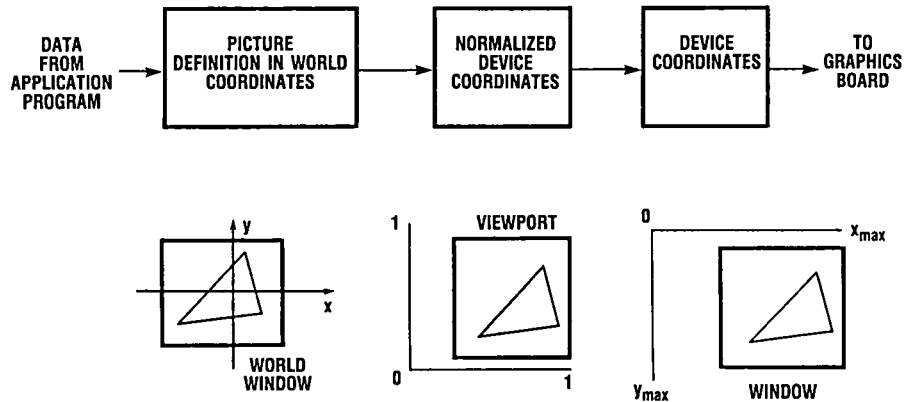 DATA
FROM
APPLICATION
PROGRAM
PICTURE
DEFINITION IN WORLD
COORDINATES
NORMALIZED
DEVICE
COORDINATES
DEVICE
COORDINATES
TO
GRAPHICS
BOARD
y
x
WORLD
WINDOW
1
VIEWPORT
0
1
0
xmax
ymax
WINDOW